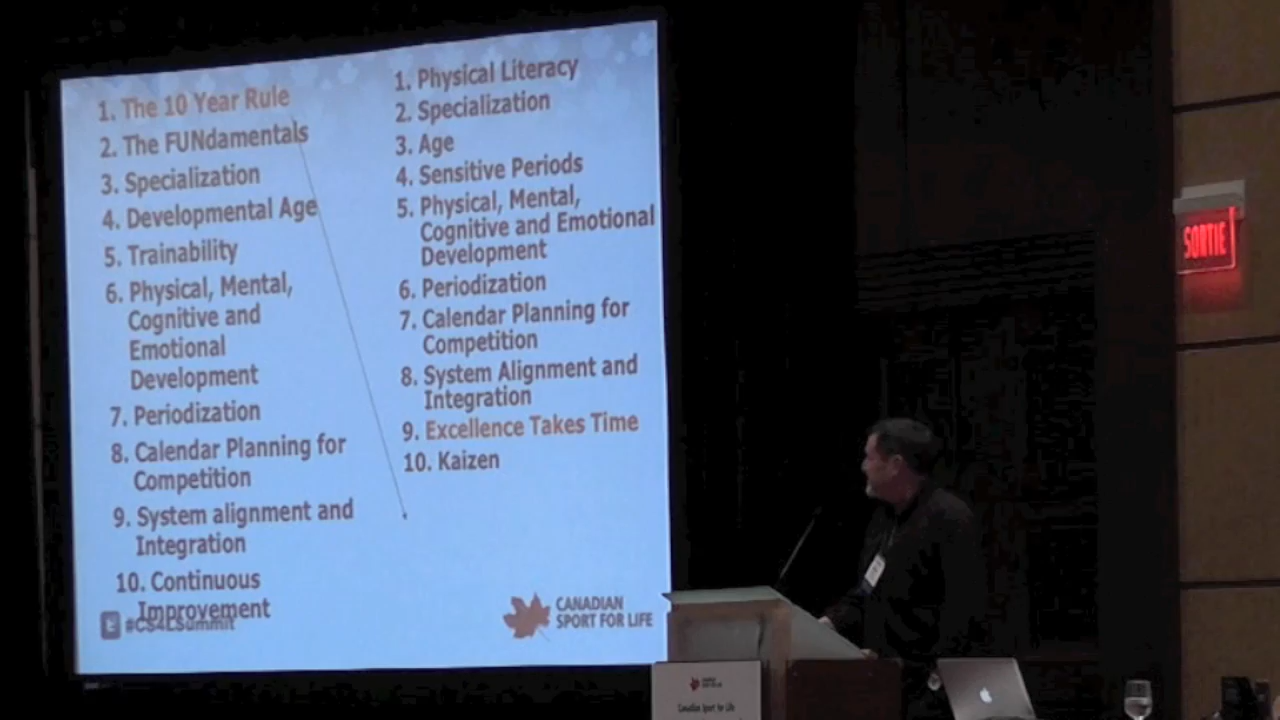 1. The 10 Year Rule
2. The FUNdamentals
3. Specialization
4. Developmental Age
5. Trainability
6. Physical, Mental,
Cognitive and
Emotional
Development
7. Periodization
8. Calendar Planning for
Competition
9. System alignment and
Integration
10. Continuous
Improvement
#CS4LSummit
1. Physical Literacy
2. Specialization
3. Age
4. Sensitive Periods
5. Physical, Mental,
Cognitive and Emotional
Development
6. Periodization
7. Calendar Planning for
Competition
8. System Alignment and
Integration
9. Excellence Takes Time
10. Kaizen
CANADIAN
SPORT FOR LIFE
SORTIE
Canadian Sport for Life